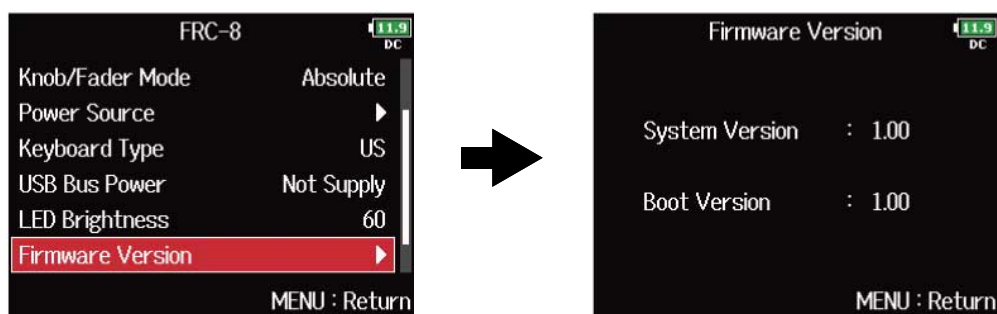 FRC-8
11.9
DC
Knob/Fader Mode Absolute
Power Source
Keyboard Type US
USB Bus Power Not Supply
LED Brightness 60
Firmware Version
MENU : Return
Firmware Version
11.9
DC
System Version : 1.00
Boot Version : 1.00
MENU : Return